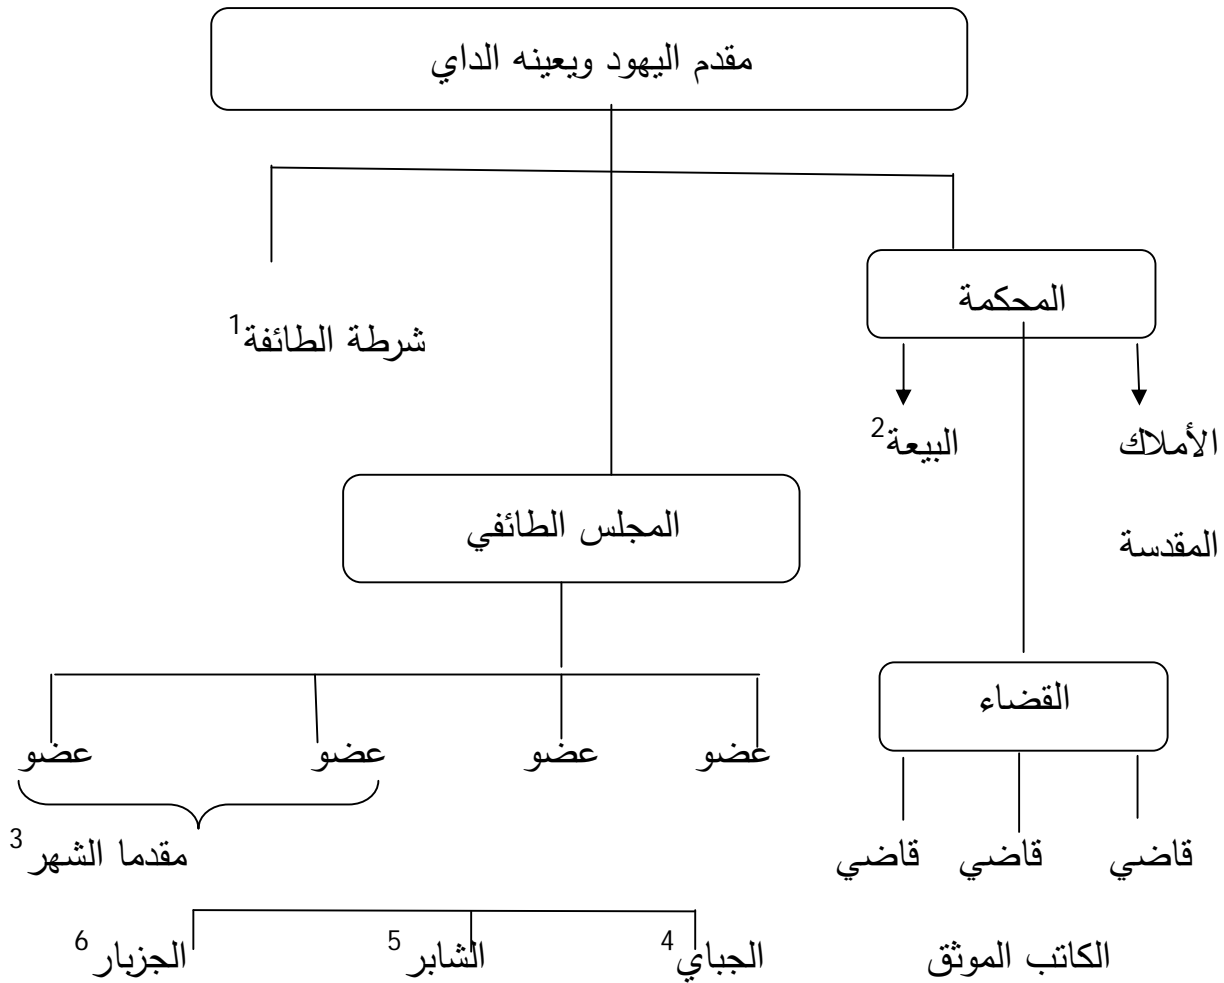 مقدم اليهود ويعينه الداي
المحكمة
شرطة الطائفة1
الأملاك
المقدسة
البيعة2
المجلس الطائفي
القضاء
عضو
عضو
عضو
عضو
مقدما الشهر3
قاضي
قاضي
قاضي
الكاتب الموثق
الجباي4
الشابر5
الجزبار6